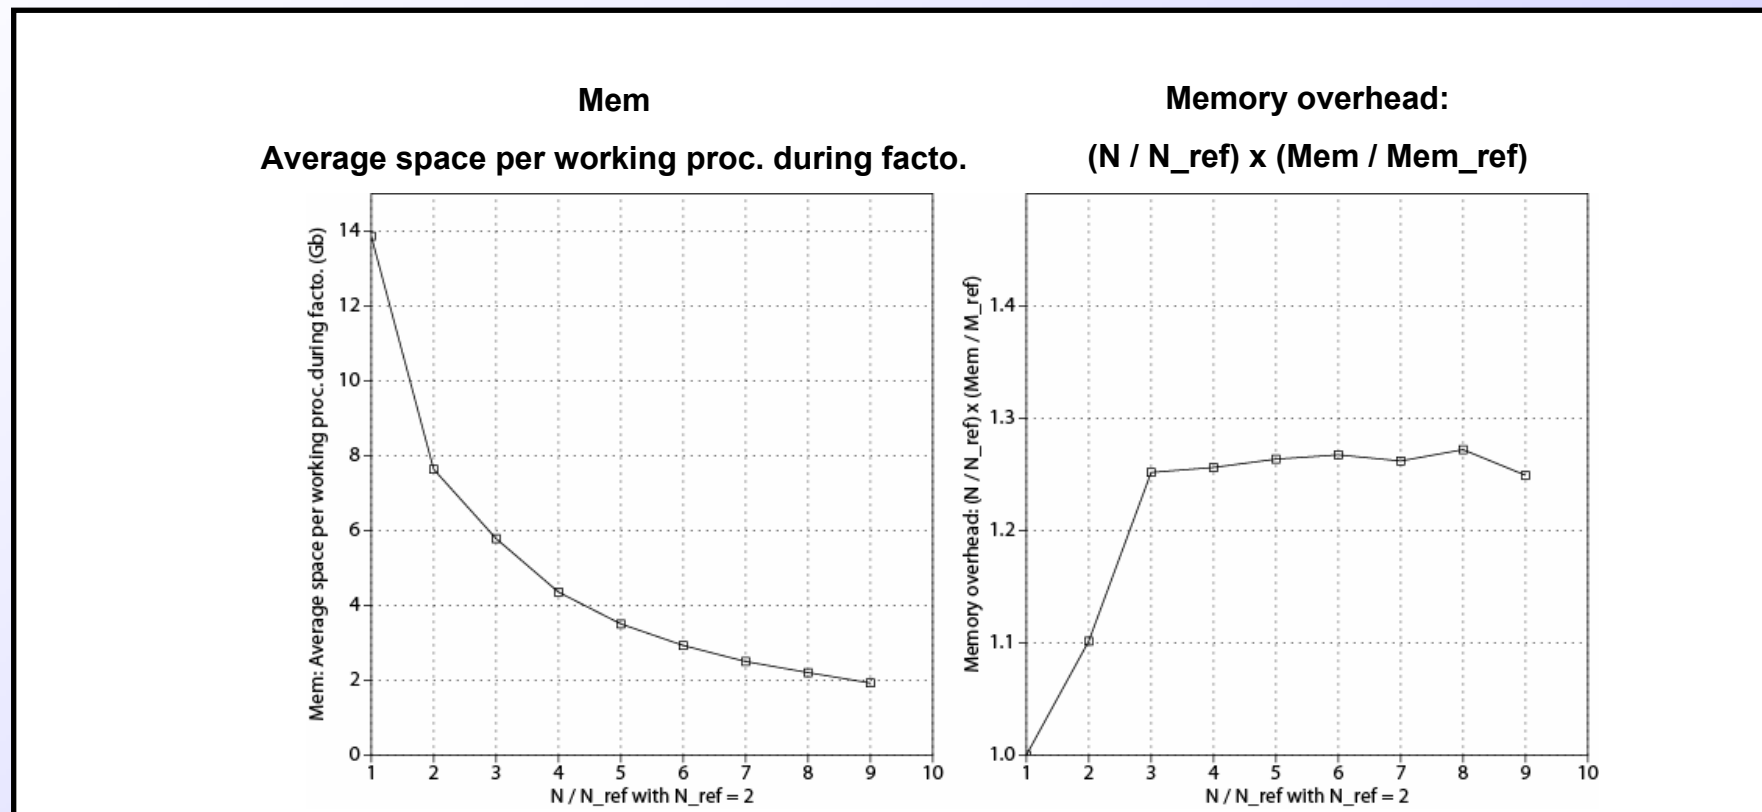 Mem
Average space per working proc. during facto.
Mem: Average space per working proc. during facto. (Gb)
14
12
10
8
6
4
2
0
1 2 3 4 5 6 7 8 9 10
N / N_ref with N_ref = 2
Memory overhead:
(N / N_ref) x (Mem / Mem_ref)
Memory overhead: (N / N_ref) x (Mem / M_ref)
1.4
1.3
1.2
1.1
1.0
1 2 3 4 5 6 7 8 9 10
N / N_ref with N_ref = 2